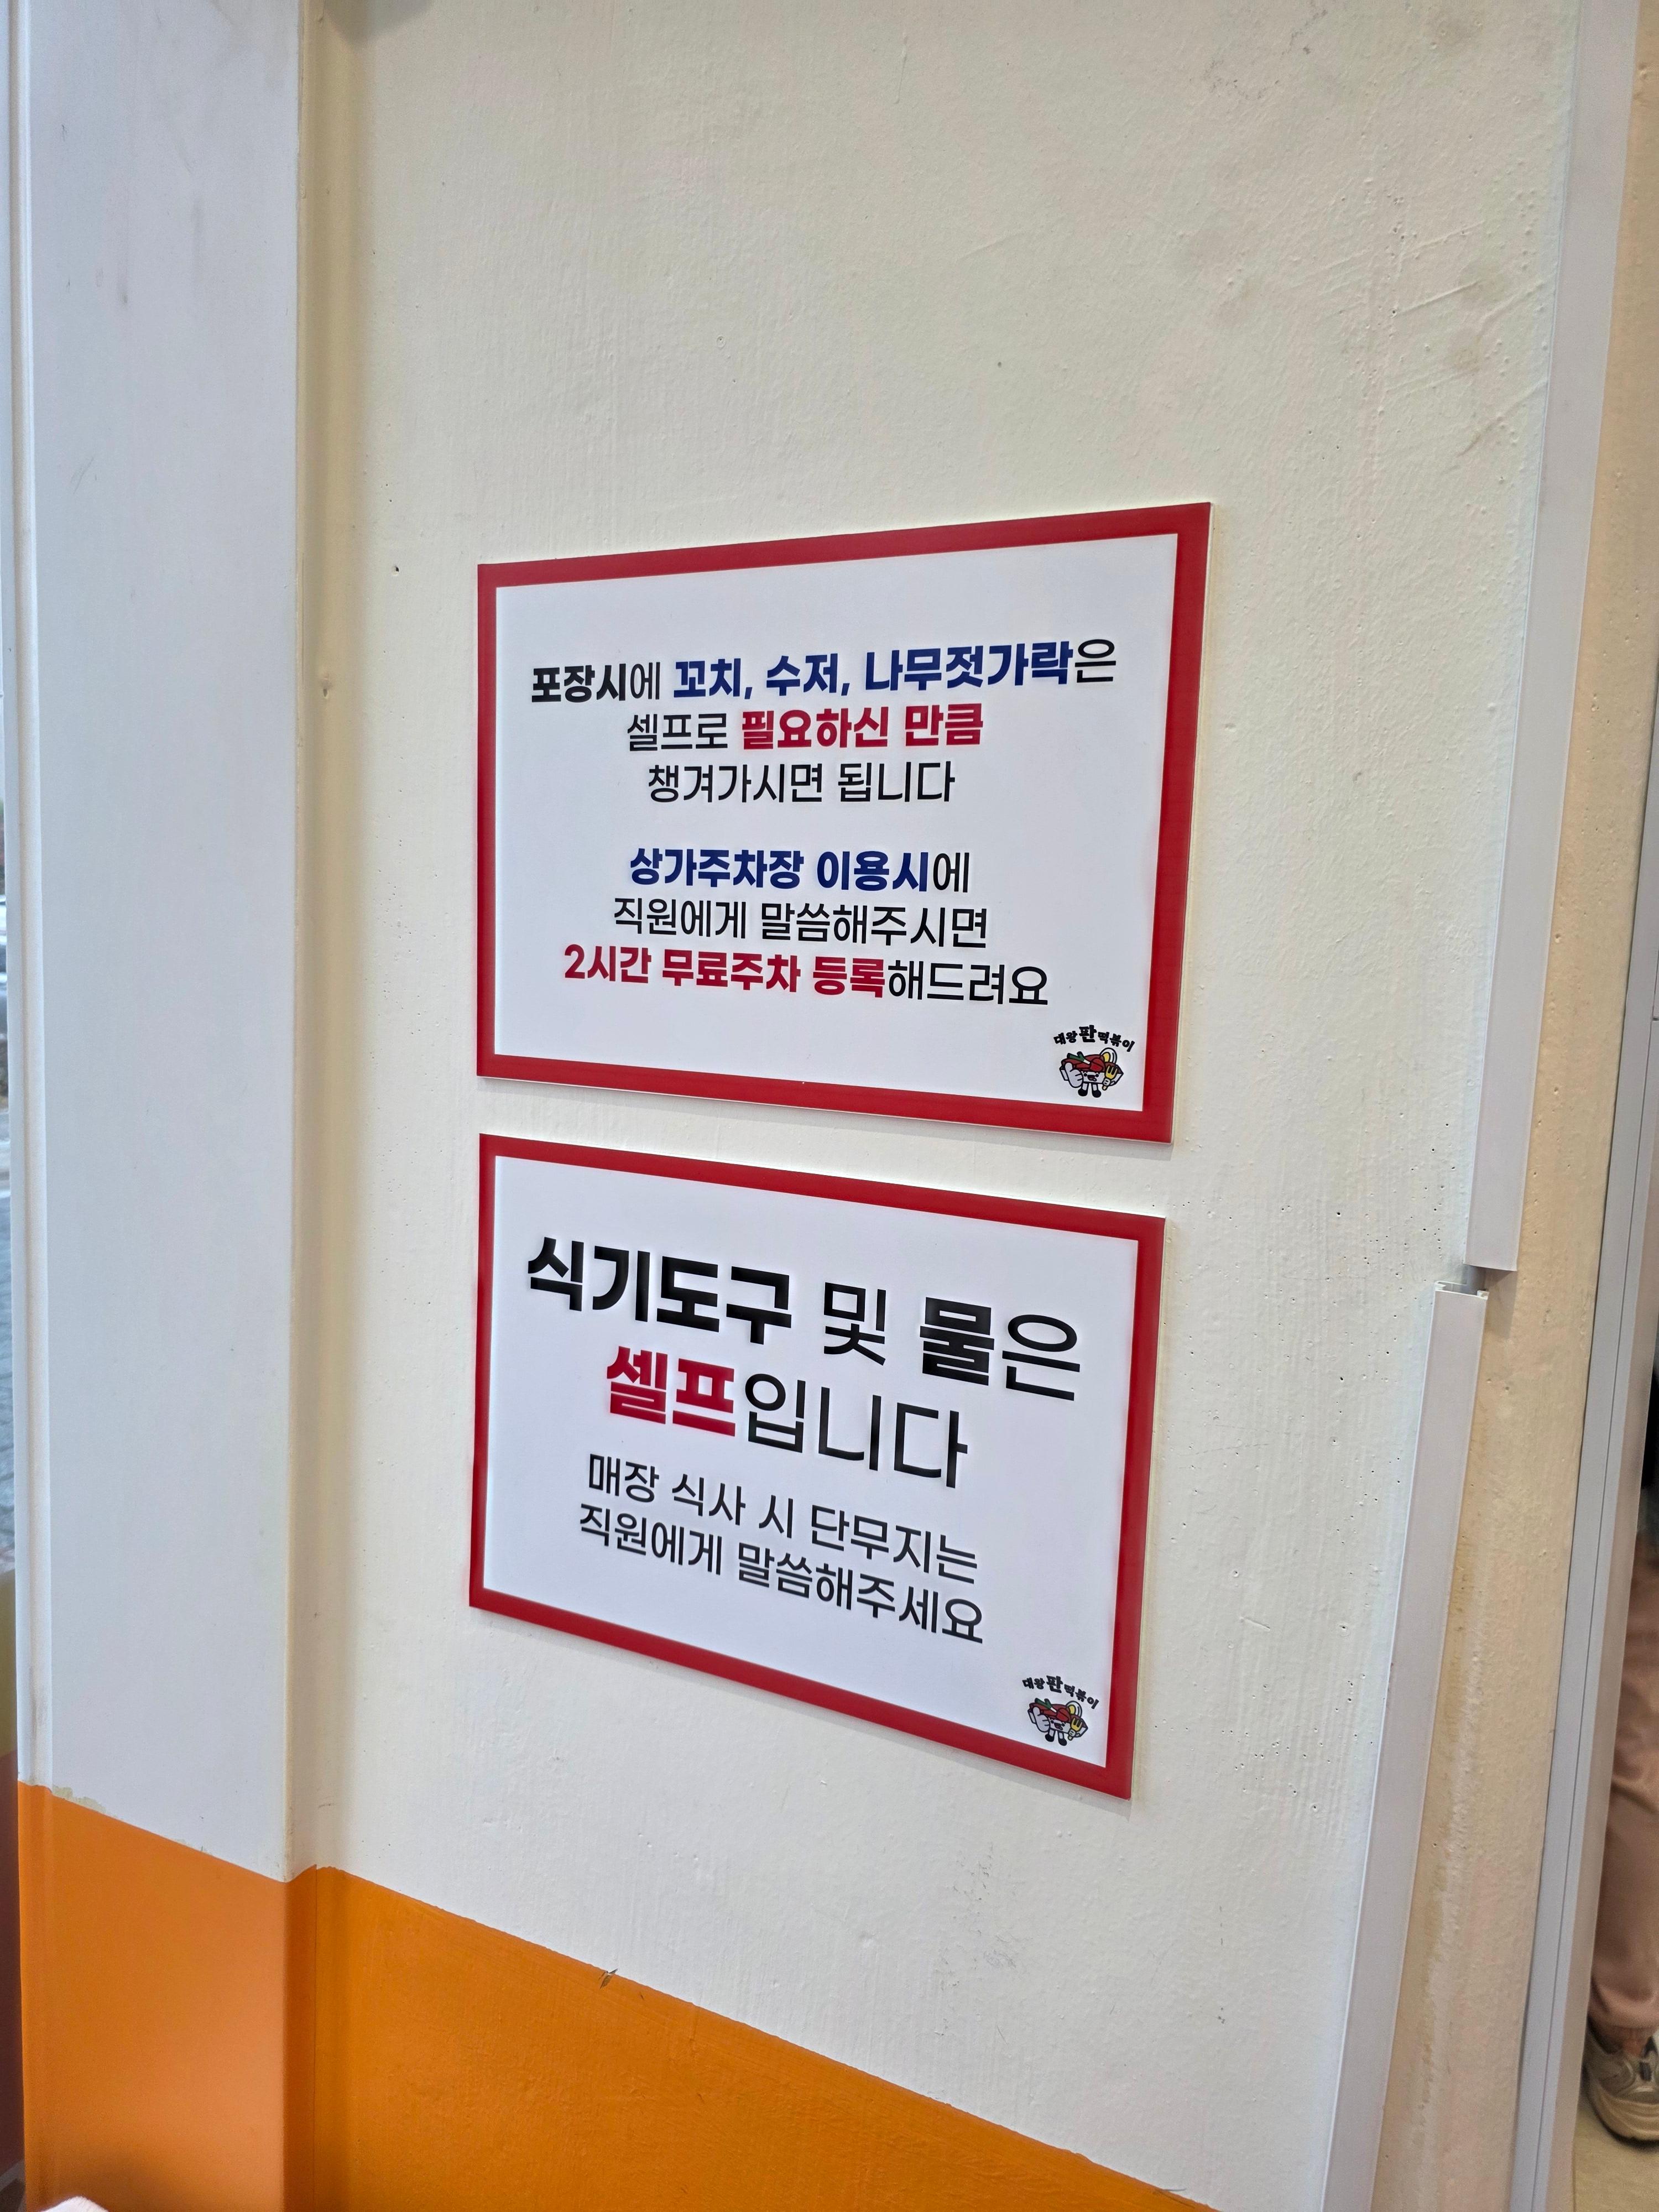 포장시에 꼬치, 수저, 나무젓가락은
셀프로 필요하신 만큼
챙겨가시면 됩니다
상가주차장 이용시에
직원에게 말씀해주시면
2시간 무료주차 등록해드려요
대왕판떡볶이
식기도구 및 물은
셀프입니다
매장 식사 시 단무지는
직원에게 말씀해주세요
대왕판떡볶이